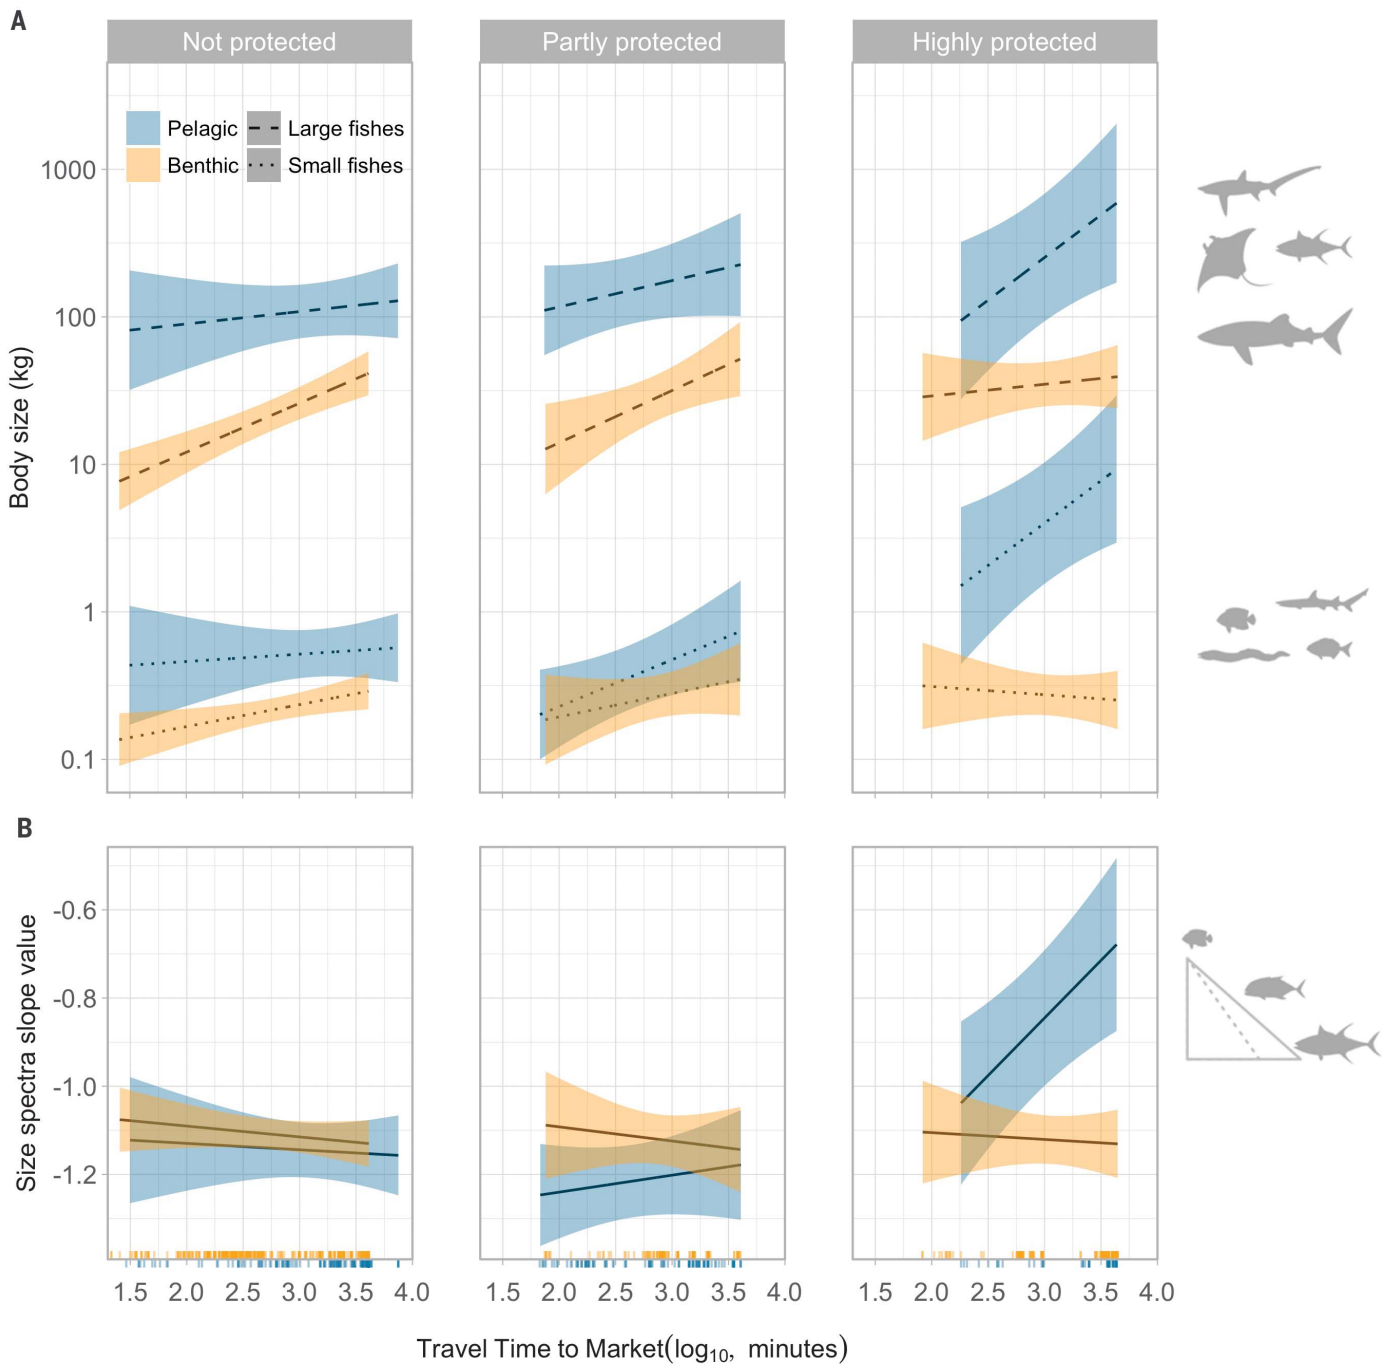 A
Not protected
Partly protected
Highly protected
Pelagic
Large fishes
Benthic
Small fishes
Body size (kg)
1000
100
10
1
0.1
B
Size spectra slope value
-0.6
-0.8
-1.0
-1.2
1.5 2.0 2.5 3.0 3.5 4.0
1.5 2.0 2.5 3.0 3.5 4.0
1.5 2.0 2.5 3.0 3.5 4.0
Travel Time to Market(log10, minutes)